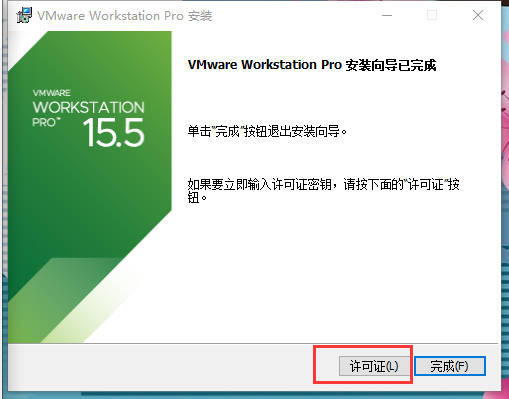 VMware Workstation Pro 安装
VMWARE
WORKSTATION
PRO™
15.5
VMware Workstation Pro 安装向导已完成
单击"完成"按钮退出安装向导。
如果要立即输入许可证密钥，请按下面的"许可证"按
钮。
许可证(L)
完成(F)